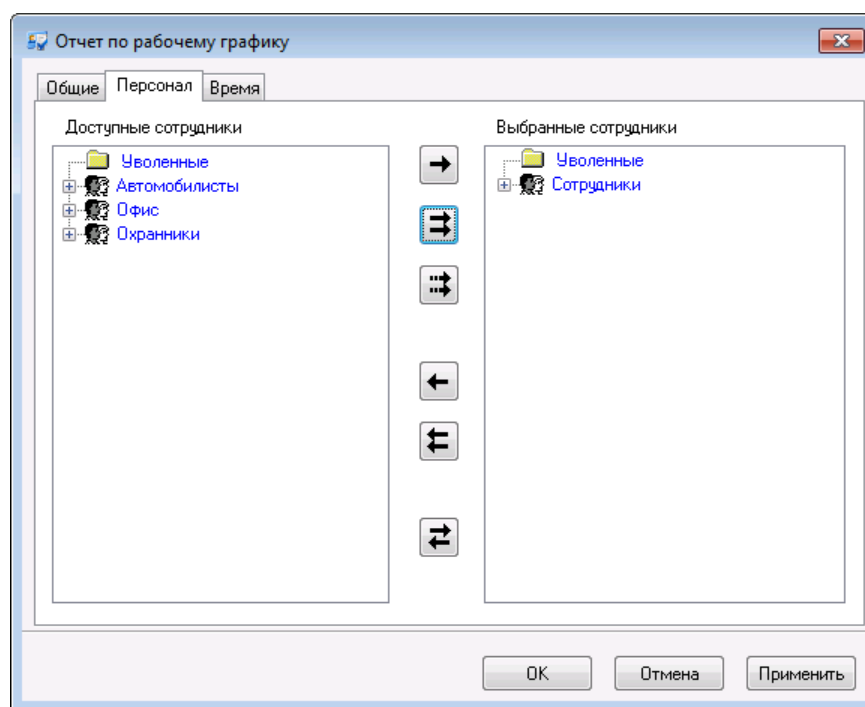 Отчет по рабочему графику
Общие Персонал Время
Доступные сотрудники Выбранные сотрудники
Уволенные Уволенные
Автомобилисты Сотрудники
Офис
Охранники
OK Отмена Применить